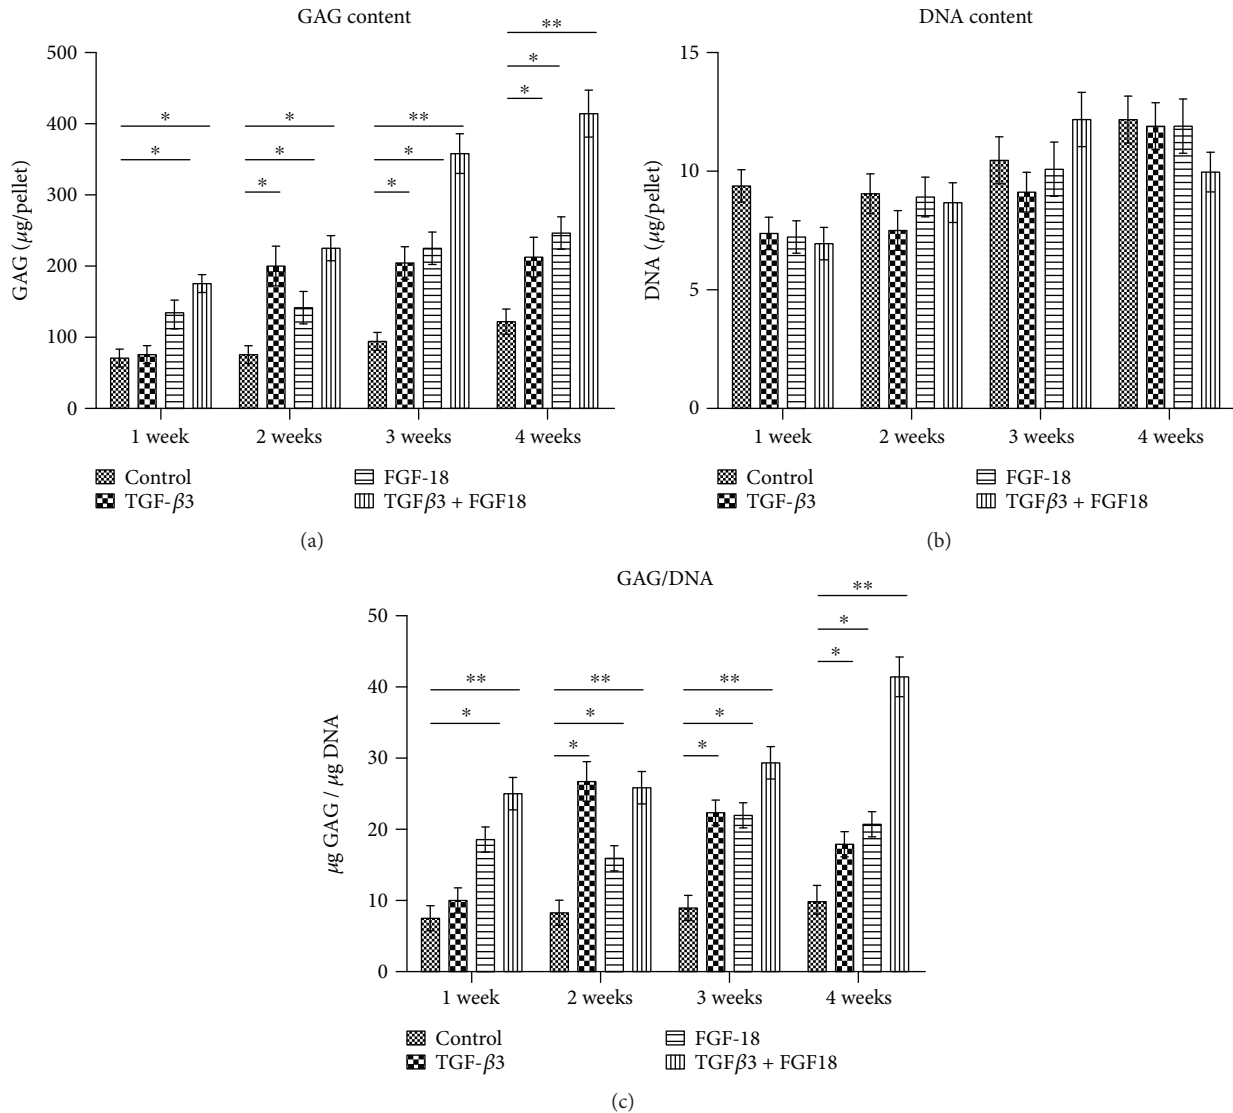 GAG content
**
*
*
*
*
*
*
*
*
**
*
*
500
400
300
200
100
0
GAG (µg/pellet)
1 week 2 weeks 3 weeks 4 weeks
Control FGF-18
TGF-β3 TGFβ3 + FGF18
(a)
DNA content
15
10
5
0
DNA (µg/pellet)
1 week 2 weeks 3 weeks 4 weeks
Control FGF-18
TGF-β3 TGFβ3 + FGF18
(b)
GAG/DNA
**
*
*
**
*
**
*
*
**
*
*
50
40
30
20
10
0
µg GAG / µg DNA
1 week 2 weeks 3 weeks 4 weeks
Control FGF-18
TGF-β3 TGFβ3 + FGF18
(c)